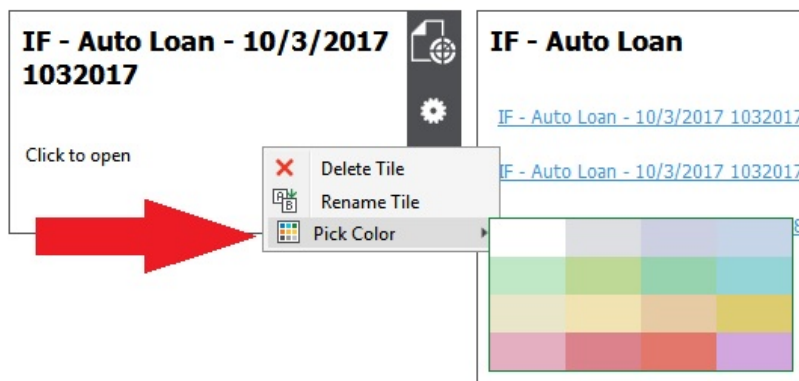 IF - Auto Loan - 10/3/2017
1032017
Click to open
Delete Tile
Rename Tile
Pick Color
IF - Auto Loan
IF - Auto Loan - 10/3/2017 1032017
IF - Auto Loan - 10/3/2017 1032017